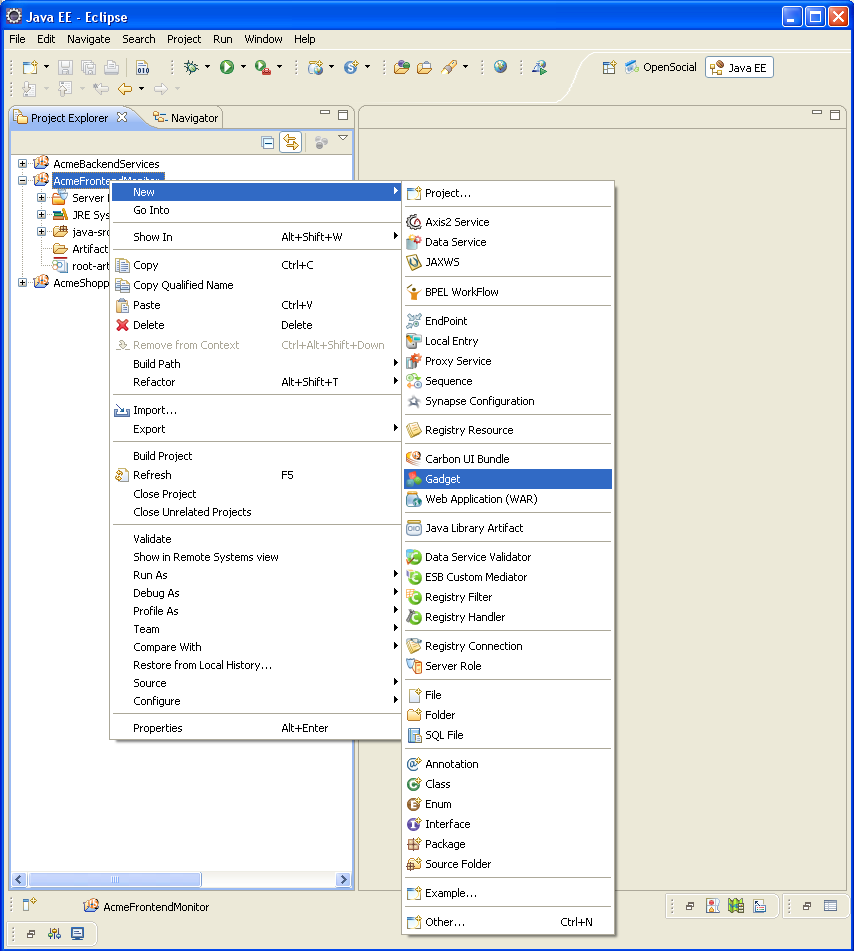 Java EE - Eclipse
File Edit Navigate Search Project Run Window Help
010
OpenSocial Java EE
Project Explorer Navigator
AcmeBackendServices
AcmeFrontendMonitor
Server
JRE Sys
java-src
Artifact
root-art
AcmeShopp
New
Go Into
Show In Alt+Shift+W
Copy Ctrl+C
Copy Qualified Name
Paste Ctrl+V
Delete Delete
Remove from Context Ctrl+Alt+Shift+Down
Build Path
Refactor Alt+Shift+T
Import...
Export
Build Project
Refresh F5
Close Project
Close Unrelated Projects
Validate
Show in Remote Systems view
Run As
Debug As
Profile As
Team
Compare With
Restore from Local History...
Source
Configure
Properties Alt+Enter
Project...
Axis2 Service
Data Service
JAXWS
BPEL WorkFlow
EndPoint
Local Entry
Proxy Service
Sequence
Synapse Configuration
Registry Resource
Carbon UI Bundle
Gadget
Web Application (WAR)
Java Library Artifact
Data Service Validator
ESB Custom Mediator
Registry Filter
Registry Handler
Registry Connection
Server Role
File
Folder
SQL File
Annotation
Class
Enum
Interface
Package
Source Folder
Example...
Other... Ctrl+N
AcmeFrontendMonitor